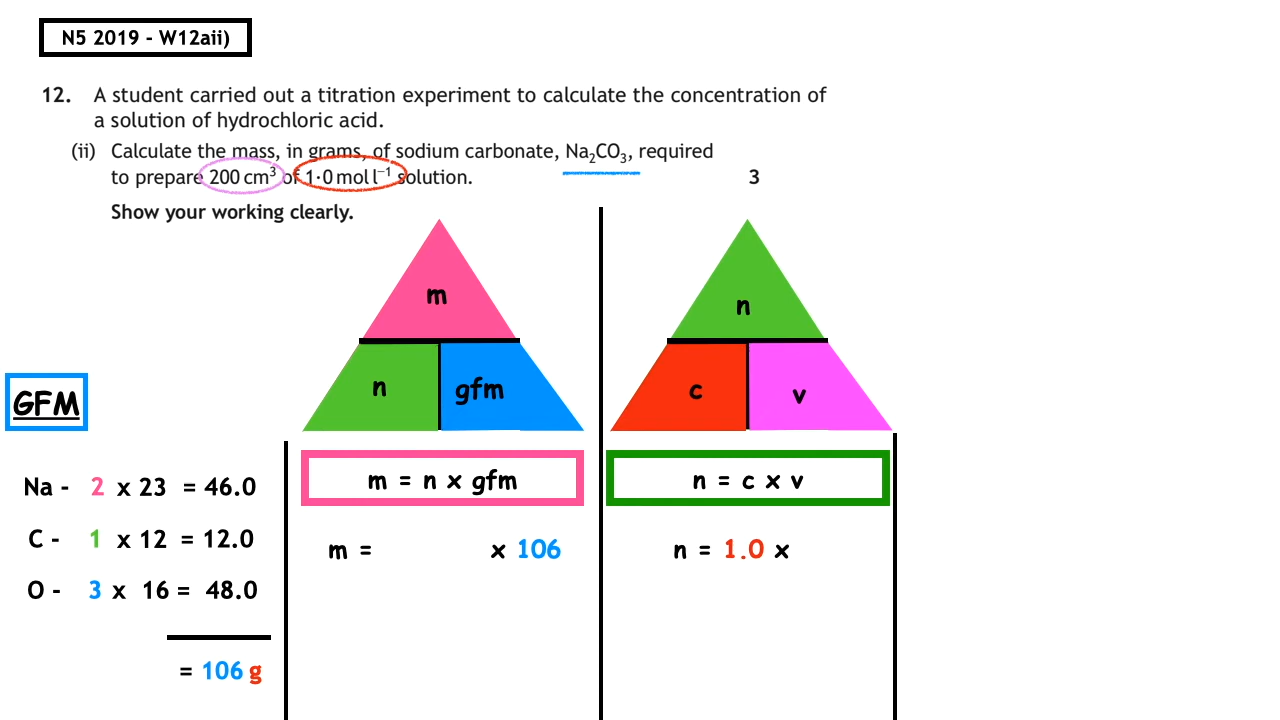 N5 2019 - W12aii)
12. A student carried out a titration experiment to calculate the concentration of
a solution of hydrochloric acid.
(ii) Calculate the mass, in grams, of sodium carbonate, Na₂CO₃, required
to prepare 200 cm³ of 1·0 mol l⁻¹ solution. 3
Show your working clearly.
m
n gfm
n
c v
GFM
m = n x gfm
n = c x v
Na - 2 x 23 = 46.0
C - 1 x 12 = 12.0
O - 3 x 16 = 48.0
= 106 g
m = x 106
n = 1.0 x